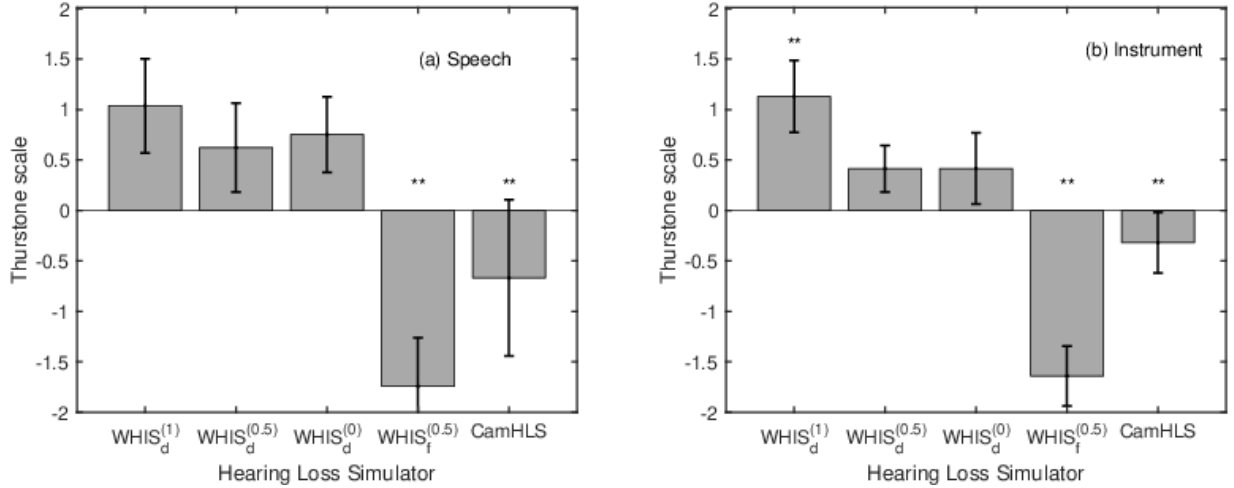 2
1.5
1
0.5
0
-0.5
-1
-1.5
-2
Thurstone scale
(a) Speech
** **
WHIS_d^(1) WHIS_d^(0.5) WHIS_d^(0) WHIS_f^(0.5) CamHLS
Hearing Loss Simulator
2
1.5
1
0.5
0
-0.5
-1
-1.5
-2
Thurstone scale
(b) Instrument
**
** **
WHIS_d^(1) WHIS_d^(0.5) WHIS_d^(0) WHIS_f^(0.5) CamHLS
Hearing Loss Simulator